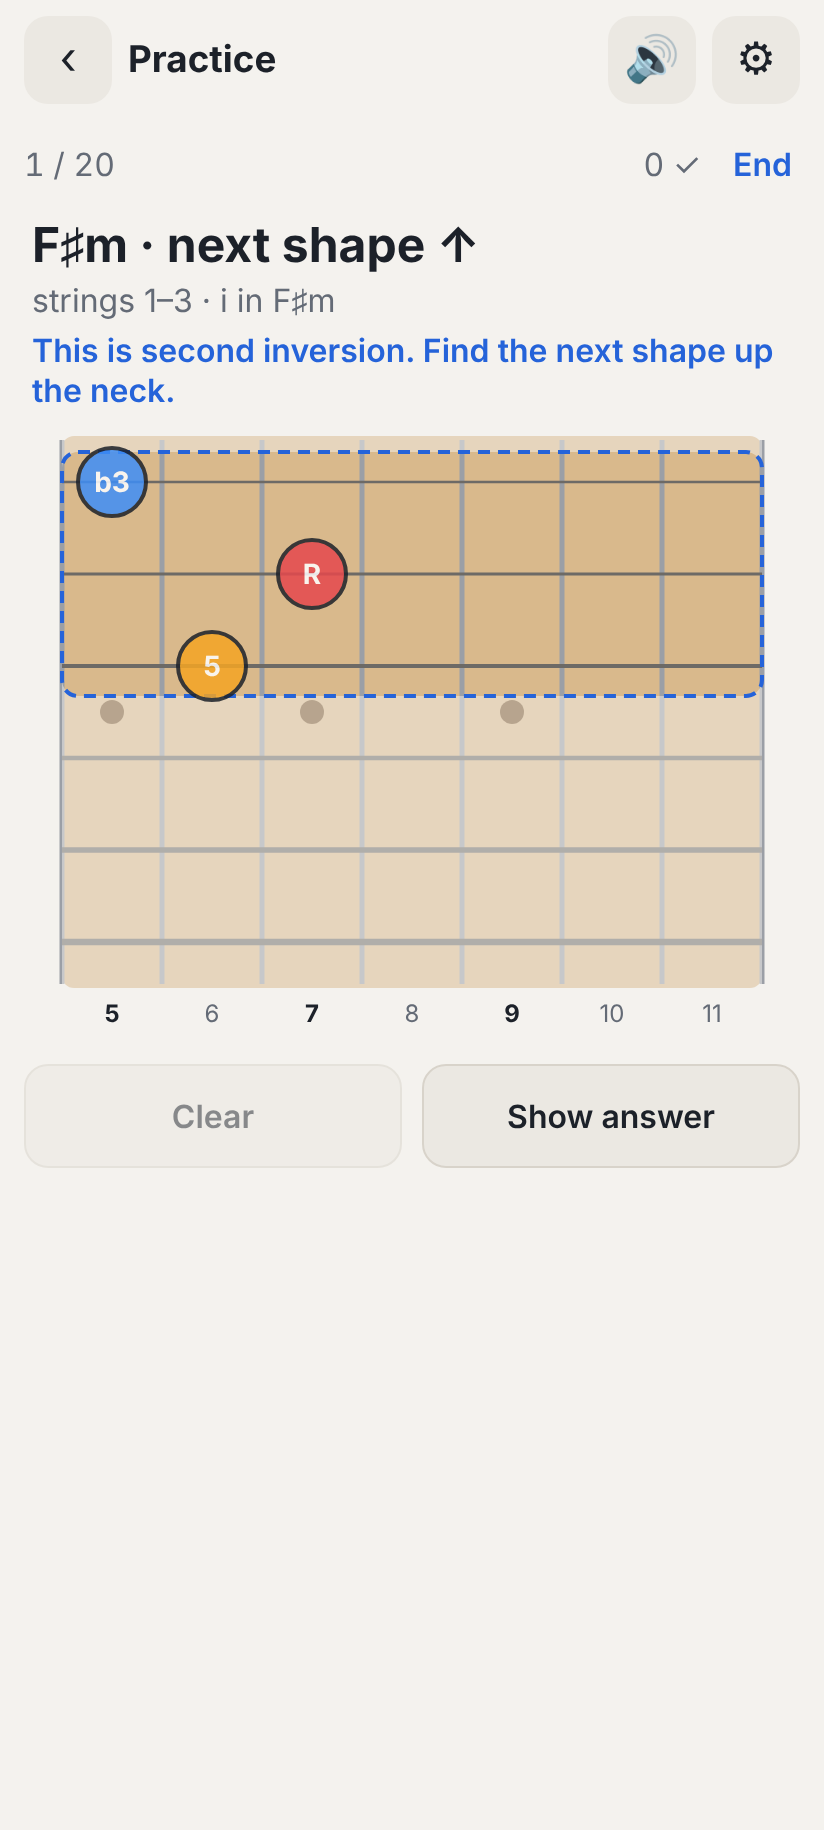 ‹ Practice
1 / 20 0 ✓ End
F♯m · next shape ↑
strings 1–3 · i in F♯m
This is second inversion. Find the next shape up
the neck.
b3
R
5
5 6 7 8 9 10 11
Clear Show answer